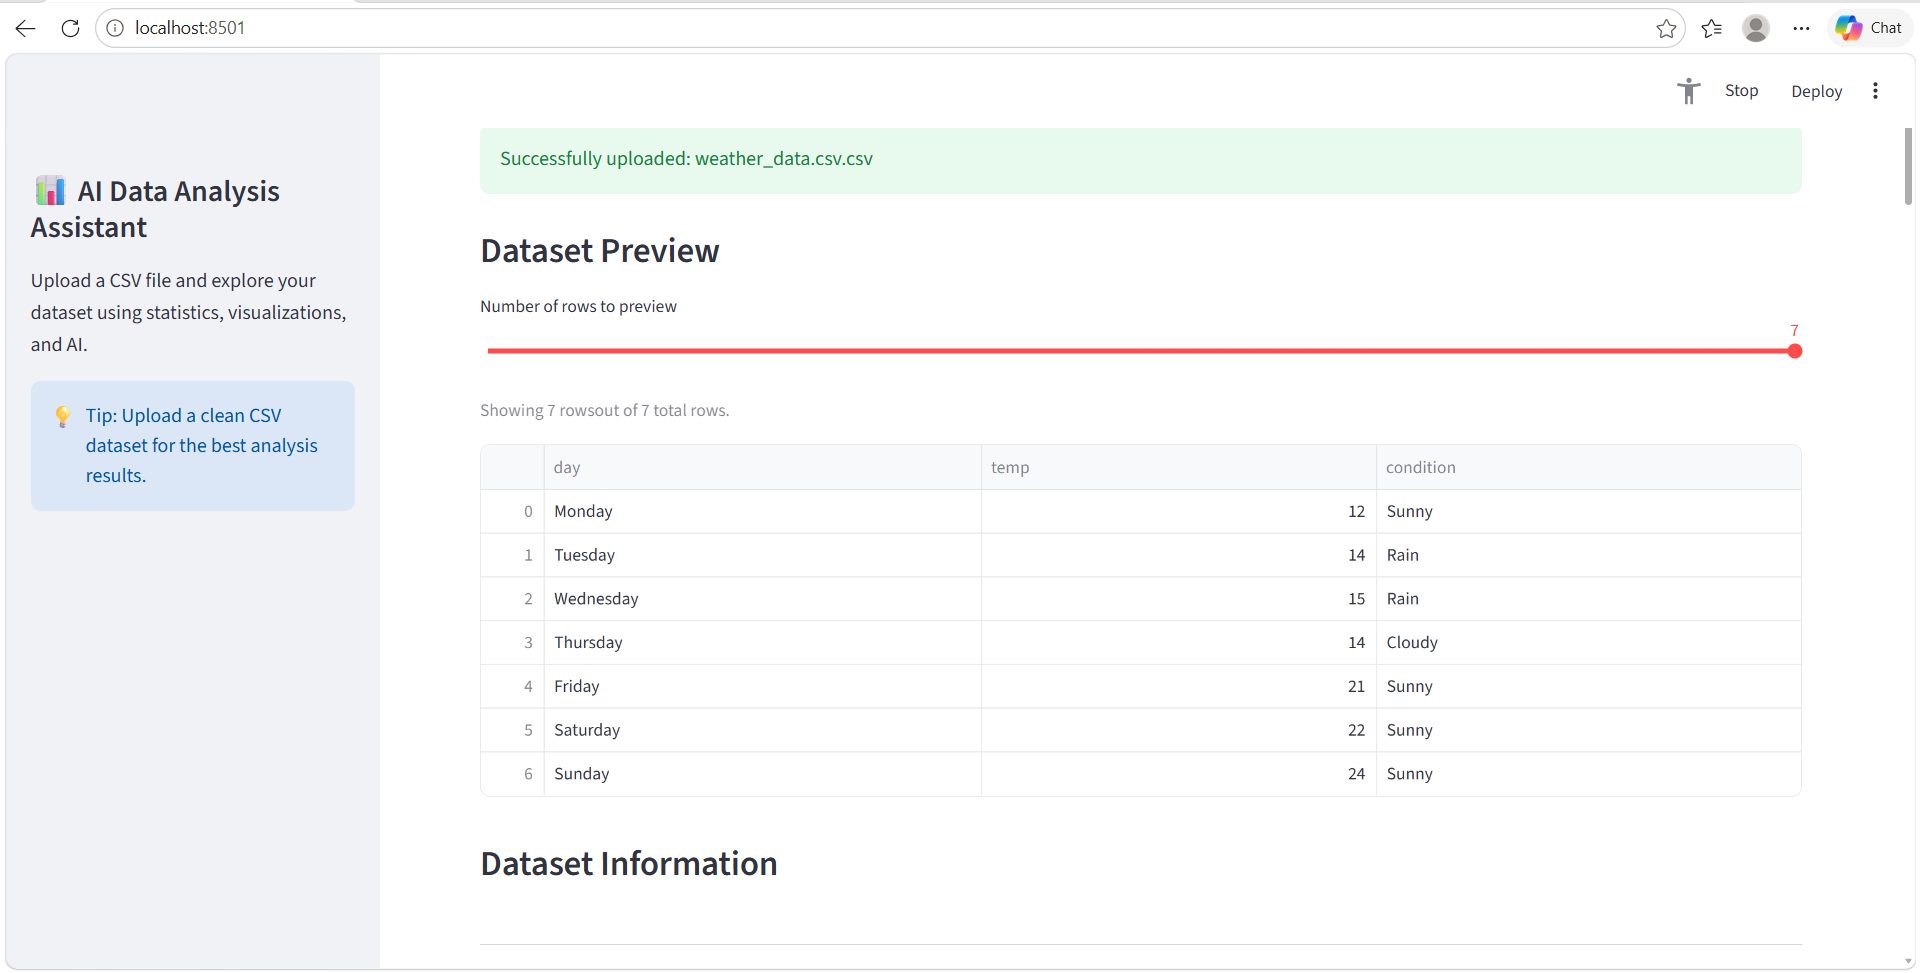 localhost:8501
Chat
Stop
Deploy
AI Data Analysis
Assistant
Upload a CSV file and explore your
dataset using statistics, visualizations,
and AI.
Tip: Upload a clean CSV
dataset for the best analysis
results.
Successfully uploaded: weather_data.csv.csv
Dataset Preview
Number of rows to preview
7
Showing 7 rowsout of 7 total rows.
day temp condition
0 Monday 12 Sunny
1 Tuesday 14 Rain
2 Wednesday 15 Rain
3 Thursday 14 Cloudy
4 Friday 21 Sunny
5 Saturday 22 Sunny
6 Sunday 24 Sunny
Dataset Information